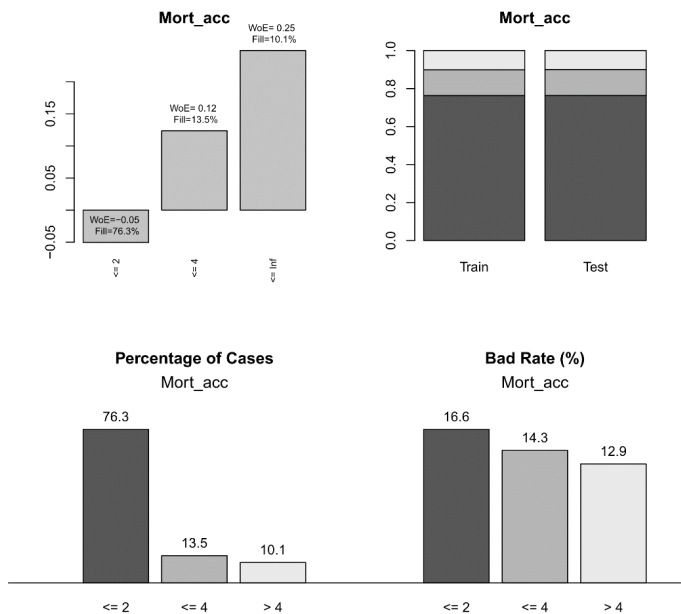 Mort_acc
WoE= 0.25
Fill=10.1%
WoE= 0.12
Fill=13.5%
WoE=−0.05
Fill=76.3%
0.15
0.05
−0.05
<= 2
<= 4
<= Inf
Mort_acc
1.0
0.8
0.6
0.4
0.2
0.0
Train
Test
Percentage of Cases
Mort_acc
76.3
13.5
10.1
<= 2
<= 4
> 4
Bad Rate (%)
Mort_acc
16.6
14.3
12.9
<= 2
<= 4
> 4